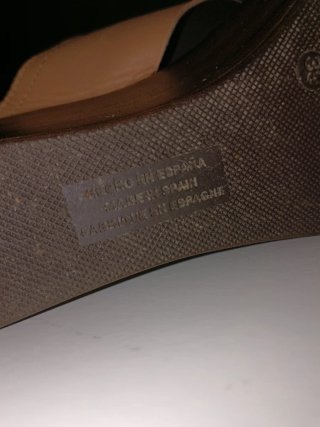 HECHO EN ESPAÑA
MADE IN SPAIN
FABRIQUE EN ESPAGNE